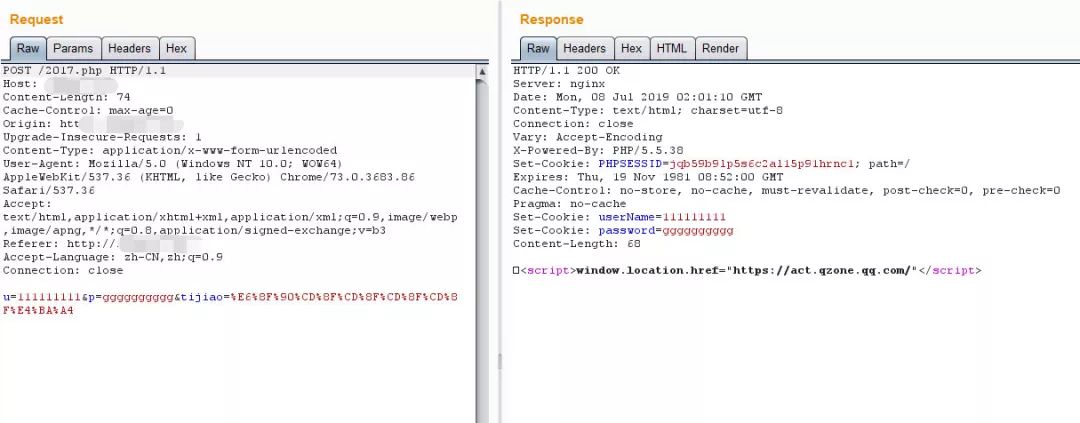 Request
Raw Params Headers Hex
POST /2017.php HTTP/1.1
Host:
Content-Length: 74
Cache-Control: max-age=0
Origin: htt
Upgrade-Insecure-Requests: 1
Content-Type: application/x-www-form-urlencoded
User-Agent: Mozilla/5.0 (Windows NT 10.0; WOW64)
AppleWebKit/537.36 (KHTML, like Gecko) Chrome/73.0.3683.86
Safari/537.36
Accept:
text/html,application/xhtml+xml,application/xml;q=0.9,image/webp
,image/apng,*/*;q=0.8,application/signed-exchange;v=b3
Referer: http:/
Accept-Language: zh-CN,zh;q=0.9
Connection: close
u=111111111&p=gggggggggg&tijiao=%E6%8F%90%CD%8F%CD%8F%CD%8F%CD%8
F%E4%BA%A4
Response
Raw Headers Hex HTML Render
HTTP/1.1 200 OK
Server: nginx
Date: Mon, 08 Jul 2019 02:01:10 GMT
Content-Type: text/html; charset=utf-8
Connection: close
Vary: Accept-Encoding
X-Powered-By: PHP/5.5.38
Set-Cookie: PHPSESSID=jqb59b91p5s6c2al15p91hrnc1; path=/
Expires: Thu, 19 Nov 1981 08:52:00 GMT
Cache-Control: no-store, no-cache, must-revalidate, post-check=0, pre-check=0
Pragma: no-cache
Set-Cookie: userName=111111111
Set-Cookie: password=gggggggggg
Content-Length: 68
<script>window.location.href="https://act.qzone.qq.com/"</script>